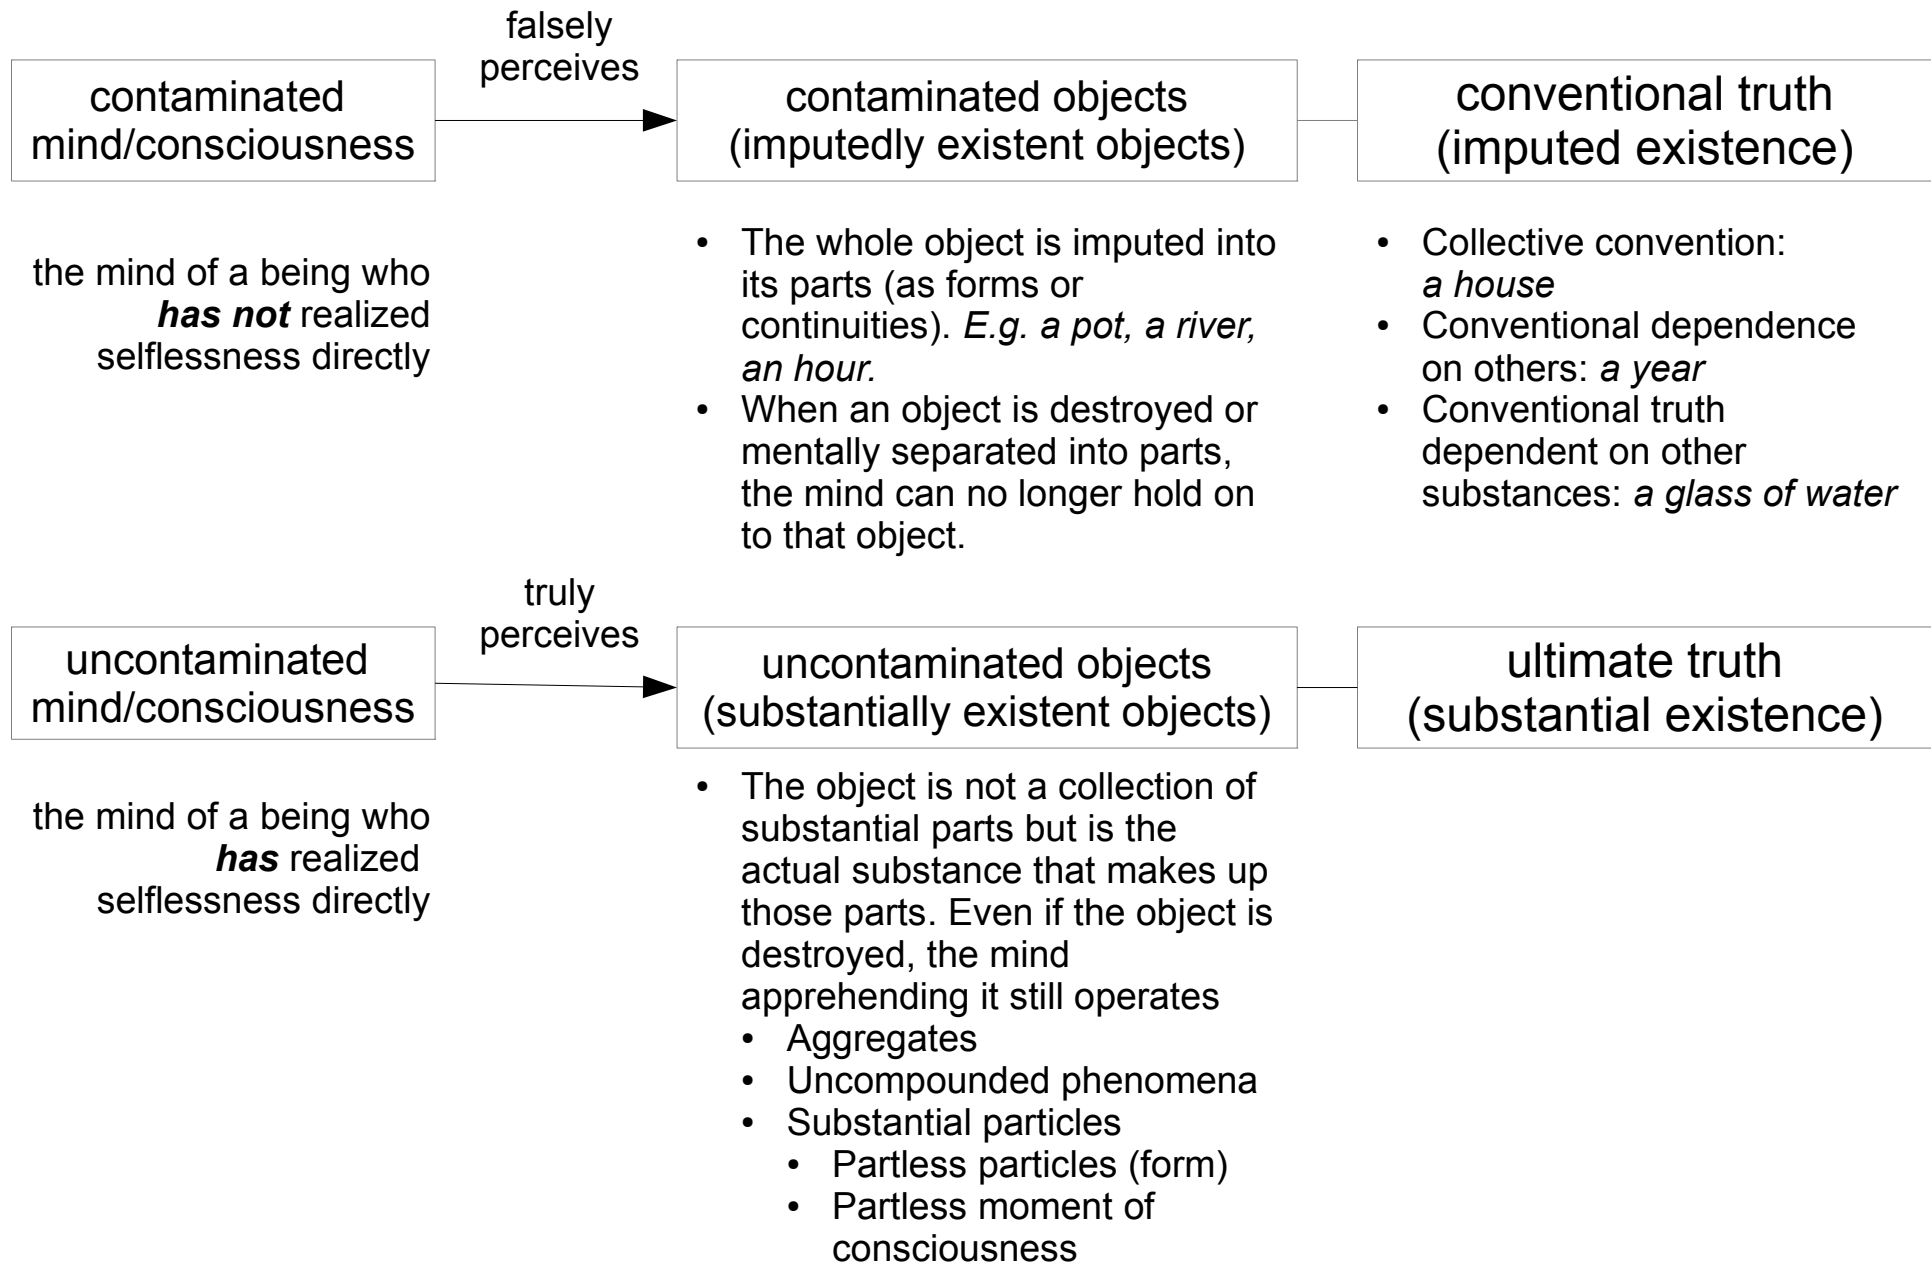 falsely
perceives
contaminated
mind/consciousness
contaminated objects
(imputedly existent objects)
conventional truth
(imputed existence)
the mind of a being who
has not realized
selflessness directly
• The whole object is imputed into
its parts (as forms or
continuities). E.g. a pot, a river,
an hour.
• When an object is destroyed or
mentally separated into parts,
the mind can no longer hold on
to that object.
• Collective convention:
a house
• Conventional dependence
on others: a year
• Conventional truth
dependent on other
substances: a glass of water
truly
perceives
uncontaminated
mind/consciousness
uncontaminated objects
(substantially existent objects)
ultimate truth
(substantial existence)
the mind of a being who
has realized
selflessness directly
• The object is not a collection of
substantial parts but is the
actual substance that makes up
those parts. Even if the object is
destroyed, the mind
apprehending it still operates
• Aggregates
• Uncompounded phenomena
• Substantial particles
• Partless particles (form)
• Partless moment of
consciousness